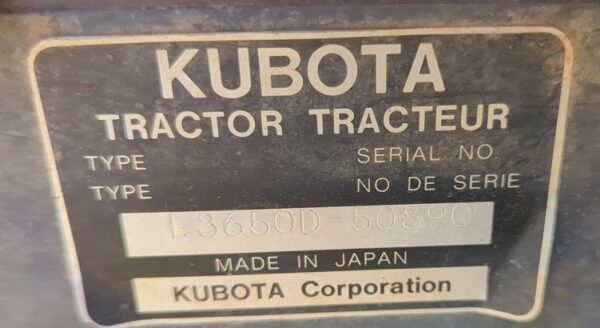 KUBOTA
TRACTOR TRACTEUR
TYPE SERIAL NO.
TYPE NO DE SERIE
L3650D-50890
MADE IN JAPAN
KUBOTA Corporation